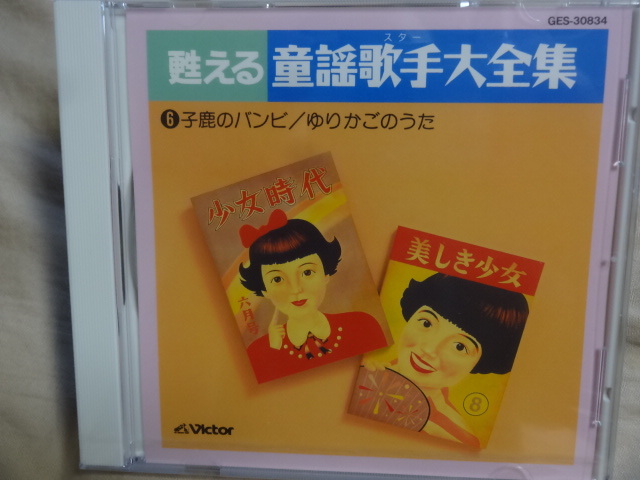 GES-30834
甦える 童謡歌手大全集
スター
❻子鹿のバンビ/ゆりかごのうた
少女時代
六月号
美しき少女
⑧
Victor